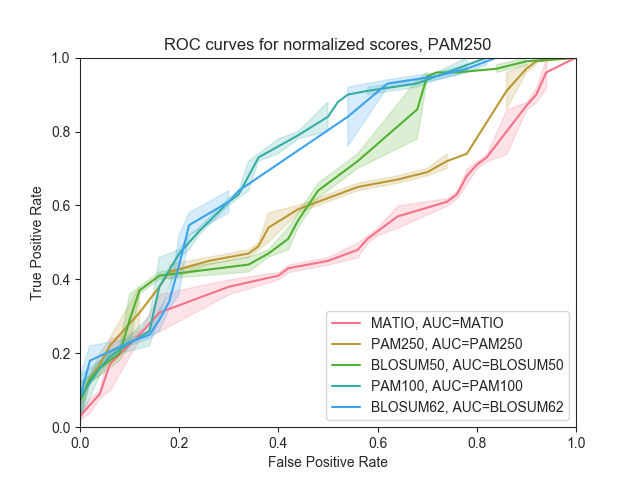 ROC curves for normalized scores, PAM250
True Positive Rate
1.0
0.8
0.6
0.4
0.2
0.0
MATIO, AUC=MATIO
PAM250, AUC=PAM250
BLOSUM50, AUC=BLOSUM50
PAM100, AUC=PAM100
BLOSUM62, AUC=BLOSUM62
0.0 0.2 0.4 0.6 0.8 1.0
False Positive Rate